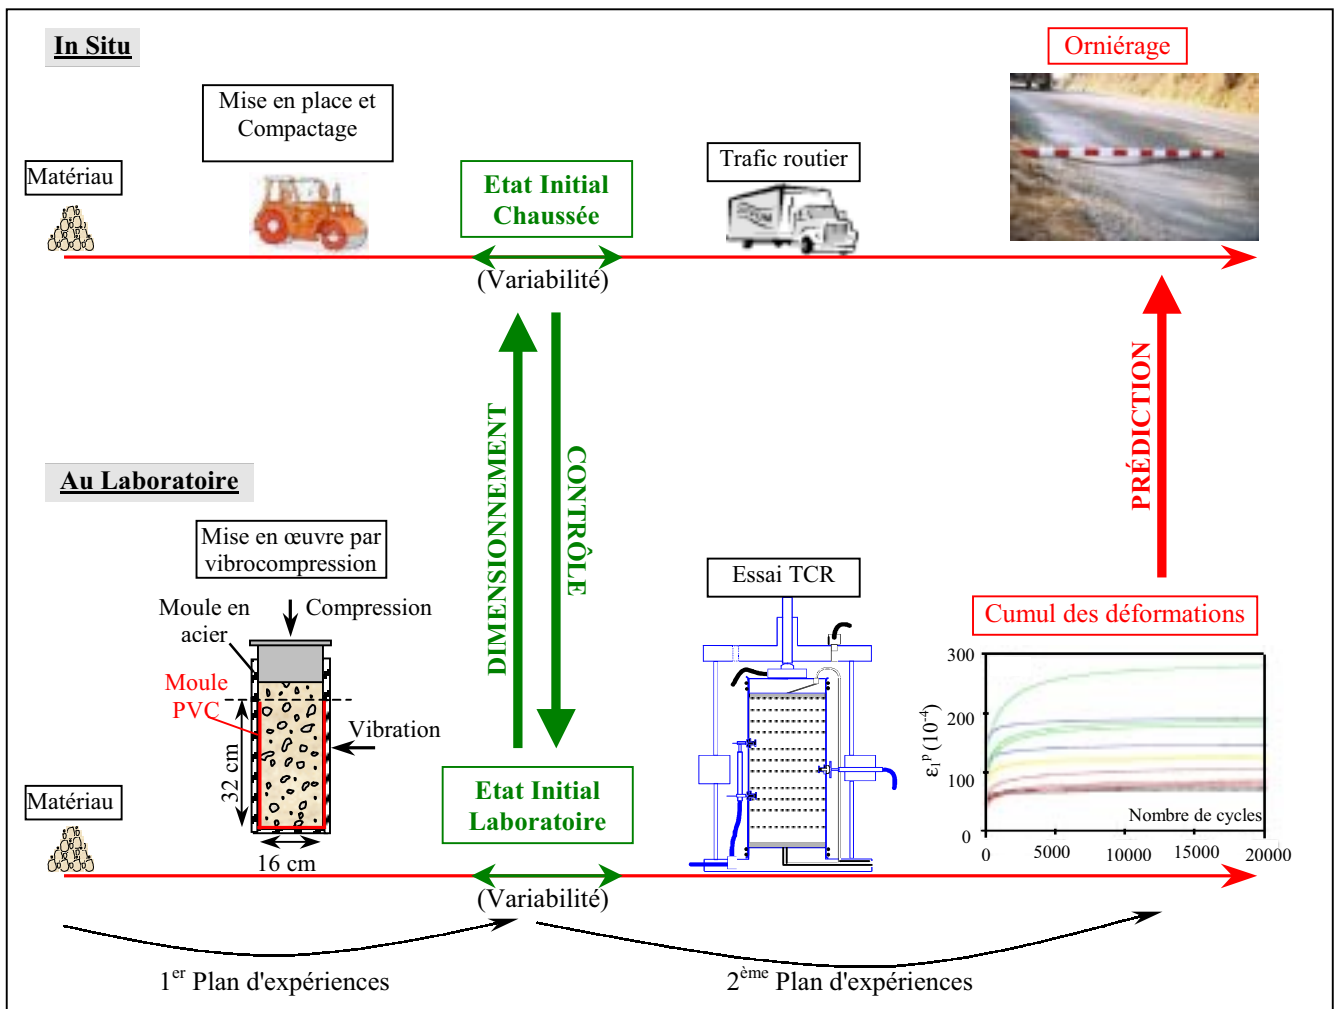 In Situ
Orniérage
Mise en place et
Compactage
Matériau
Etat Initial
Chaussée
Trafic routier
(Variabilité)
DIMENSIONNEMENT
CONTRÔLE
PRÉDICTION
Au Laboratoire
Mise en œuvre par
vibrocompression
Moule en
acier
Compression
Moule
PVC
Vibration
32 cm
16 cm
Matériau
Etat Initial
Laboratoire
(Variabilité)
Essai TCR
Cumul des déformations
300
200
100
0
ε₁ᵖ (10⁻⁴)
Nombre de cycles
0 5000 10000 15000 20000
1er Plan d'expériences
2ème Plan d'expériences